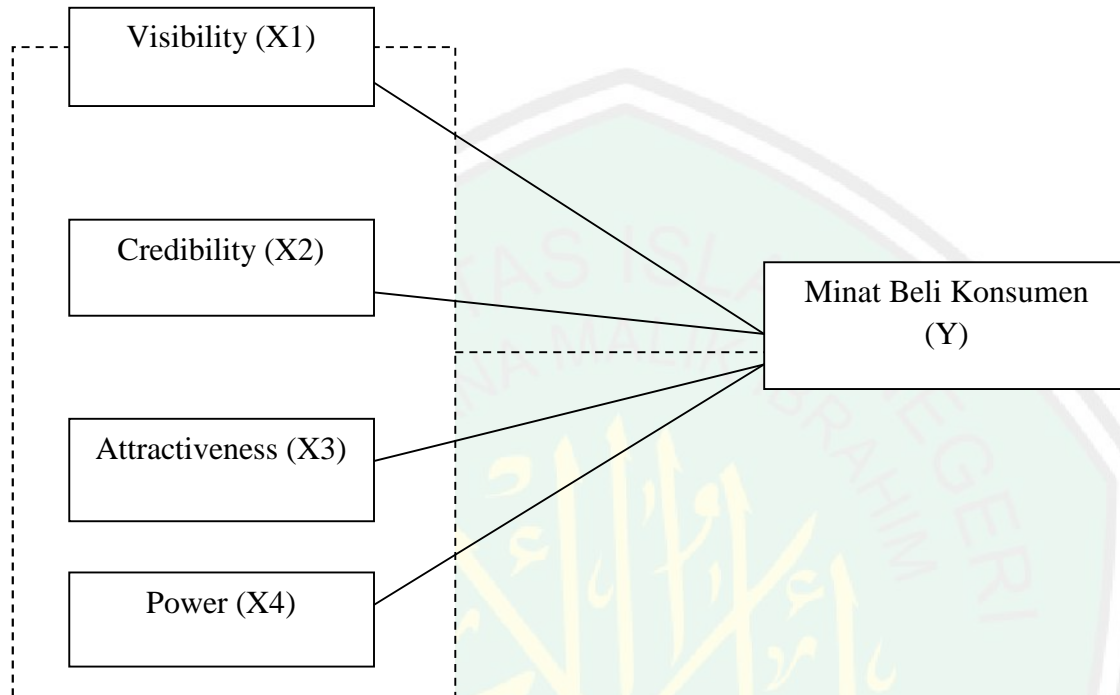 Visibility (X1)
Credibility (X2)
Minat Beli Konsumen
(Y)
Attractiveness (X3)
Power (X4)